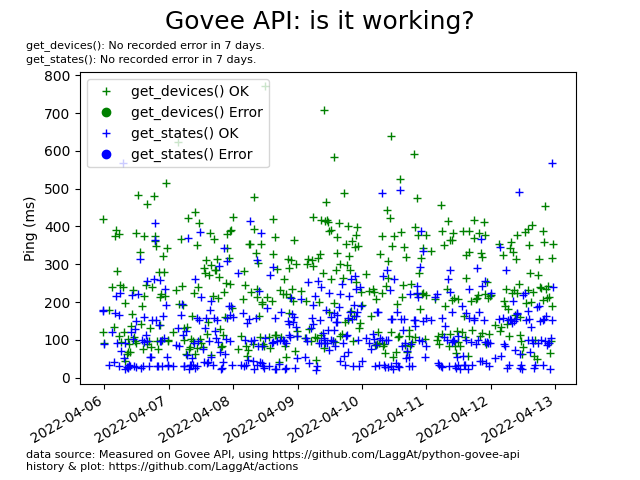 Govee API: is it working?
get_devices(): No recorded error in 7 days.
get_states(): No recorded error in 7 days.
get_devices() OK
get_devices() Error
get_states() OK
get_states() Error
Ping (ms)
800
700
600
500
400
300
200
100
0
2022-04-06
2022-04-07
2022-04-08
2022-04-09
2022-04-10
2022-04-11
2022-04-12
2022-04-13
data source: Measured on Govee API, using https://github.com/LaggAt/python-govee-api
history & plot: https://github.com/LaggAt/actions